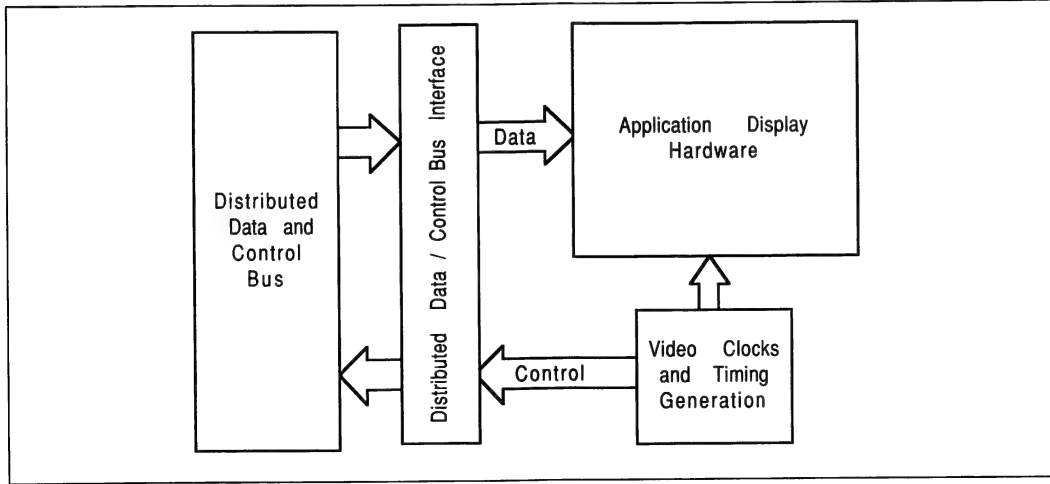 Distributed
Data and
Control
Bus
Distributed Data / Control Bus Interface
Data
Application Display
Hardware
Control
Video Clocks
and Timing
Generation